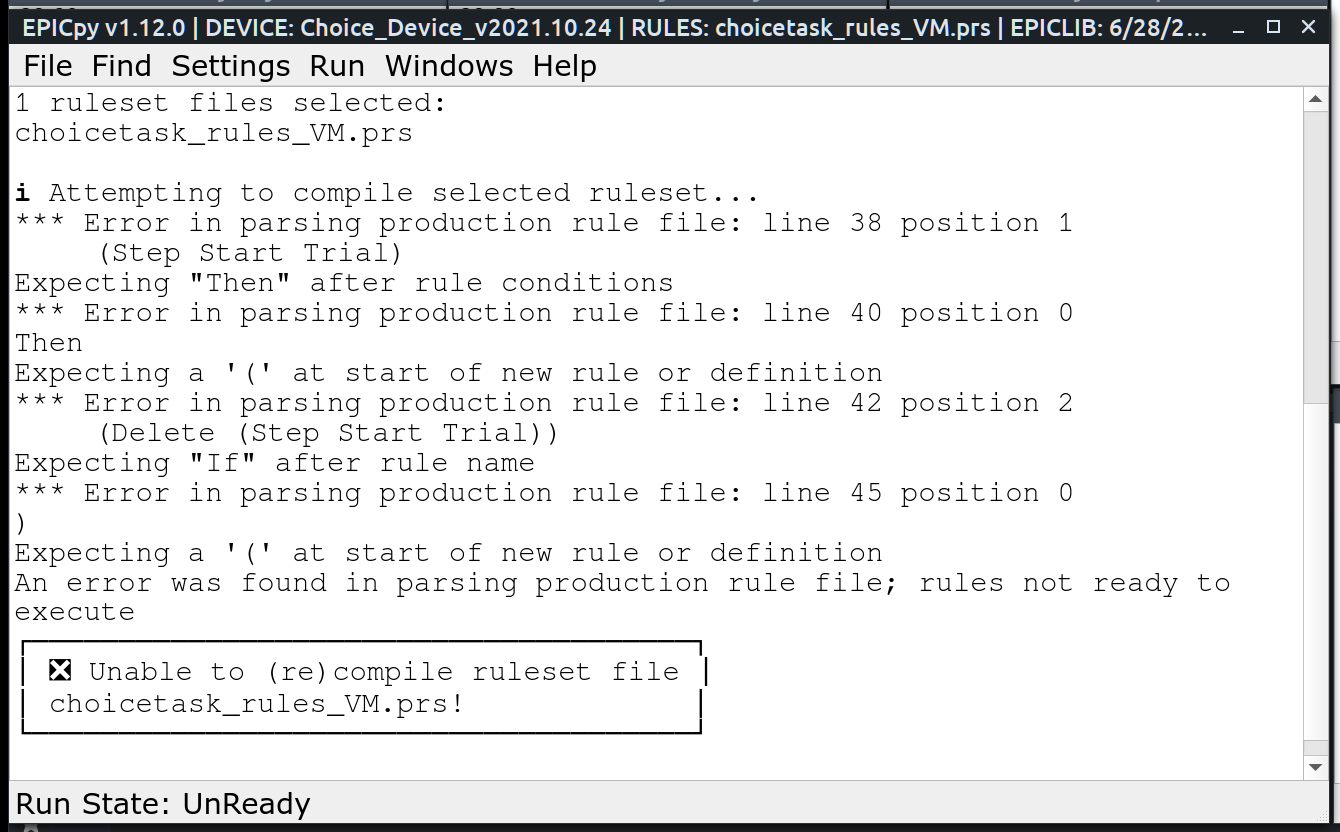 EPICpy v1.12.0 | DEVICE: Choice_Device_v2021.10.24 | RULES: choicetask_rules_VM.prs | EPICLIB: 6/28/2...
File Find Settings Run Windows Help
1 ruleset files selected:
choicetask_rules_VM.prs
i Attempting to compile selected ruleset...
*** Error in parsing production rule file: line 38 position 1
(Step Start Trial)
Expecting "Then" after rule conditions
*** Error in parsing production rule file: line 40 position 0
Then
Expecting a '(' at start of new rule or definition
*** Error in parsing production rule file: line 42 position 2
(Delete (Step Start Trial))
Expecting "If" after rule name
*** Error in parsing production rule file: line 45 position 0
)
Expecting a '(' at start of new rule or definition
An error was found in parsing production rule file; rules not ready to
execute
Unable to (re)compile ruleset file
choicetask_rules_VM.prs!
Run State: UnReady